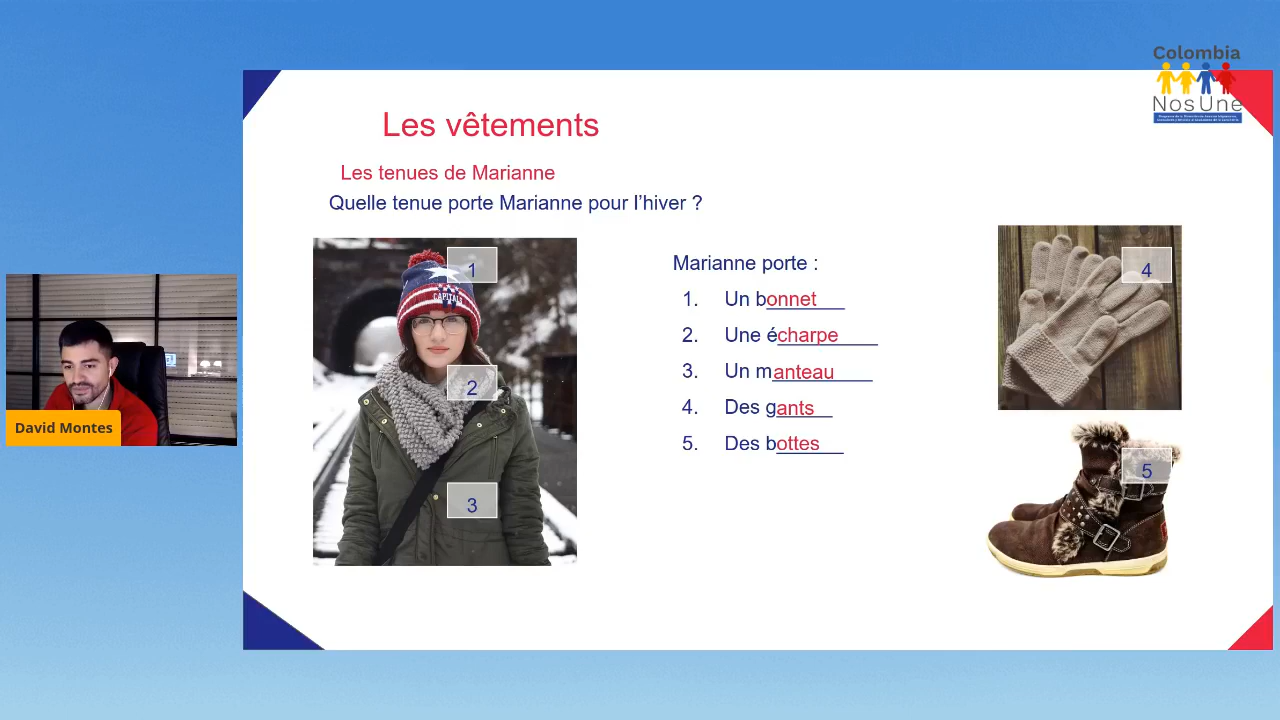 Colombia
NosUne
Les vêtements
Les tenues de Marianne
Quelle tenue porte Marianne pour l'hiver ?
1
CAPITALS
2
3
Marianne porte :
1. Un bonnet
2. Une écharpe
3. Un manteau
4. Des gants
5. Des bottes
4
5
David Montes